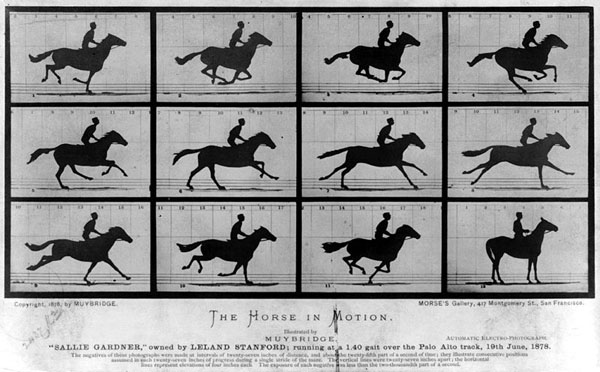 Copyright, 1878, by MUYBRIDGE.
MORSE'S Gallery, 417 Montgomery St., San Francisco.
THE HORSE IN MOTION.
Illustrated by
MUYBRIDGE.
AUTOMATIC ELECTRO-PHOTOGRAPH.
"SALLIE GARDNER," owned by LELAND STANFORD; running at a 1.40 gait over the Palo Alto track, 19th June, 1878.
The negatives of these photographs were made at intervals of twenty-seven inches of distance, and about the twenty-fifth part of a second of time; they illustrate consecutive positions
assumed in each twenty-seven inches of progress during a single stride of the mare. The vertical lines were twenty-seven inches apart; the horizontal
lines represent elevations of four inches each. The exposure of each negative was less than the two-thousandth part of a second.